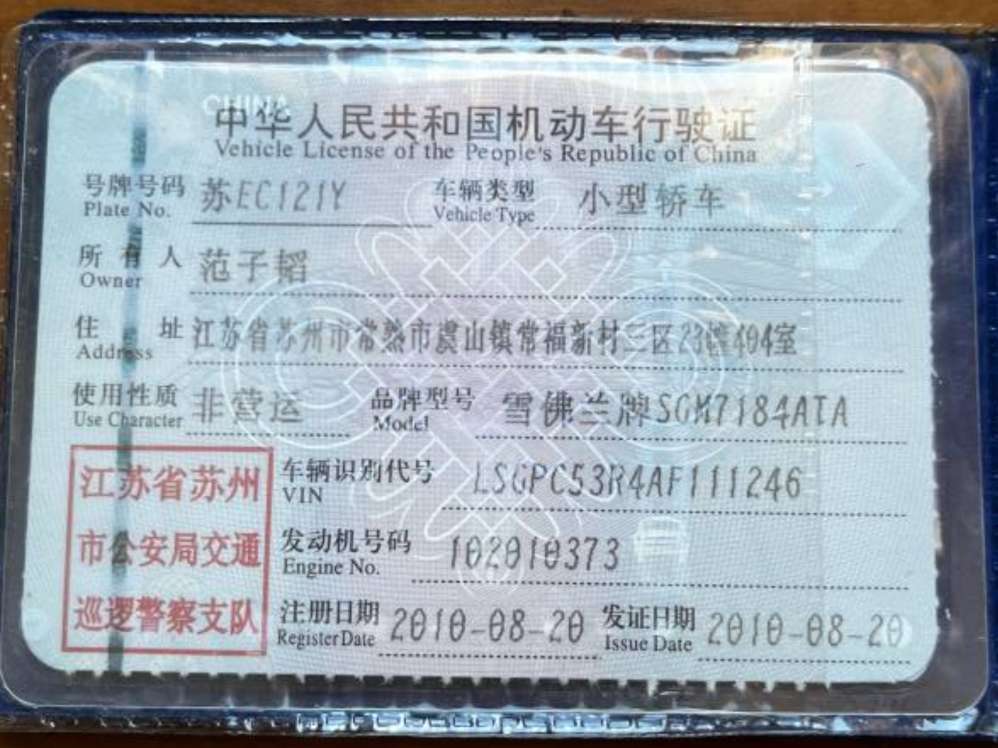 CHINA
中华人民共和国机动车行驶证
Vehicle License of the People's Republic of China
号牌号码 苏EC121Y 车辆类型 小型轿车
Plate No. Vehicle Type
所有人 范子韬
Owner
住址 江苏省苏州市常熟市虞山镇常福新村三区23幢404室
Address
使用性质 非营运 品牌型号 雪佛兰牌SGM7184ATA
Use Character Model
江苏省苏州 车辆识别代号 LSGPC53R4AF111246
VIN
市公安局交通 发动机号码 102010373
Engine No.
巡逻警察支队 注册日期 2010-08-20 发证日期 2010-08-20
Register Date Issue Date